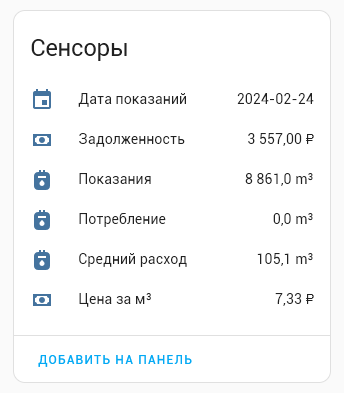 Сенсоры
Дата показаний 2024-02-24
Задолженность 3 557,00 ₽
Показания 8 861,0 m³
Потребление 0,0 m³
Средний расход 105,1 m³
Цена за м³ 7,33 ₽
ДОБАВИТЬ НА ПАНЕЛЬ